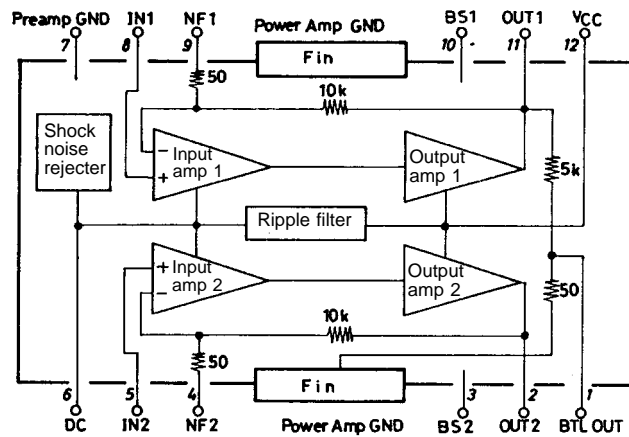 Preamp GND IN1 NF1 Power Amp GND BS1 OUT1 VCC
7 8 9 10 11 12
Fin
50
10k
Shock
noise
rejecter
Input
amp 1
Output
amp 1
5k
Ripple filter
Input
amp 2
Output
amp 2
50
10k
50
Fin
6 5 4 3 2 1
DC IN2 NF2 Power Amp GND BS2 OUT2 BTL OUT